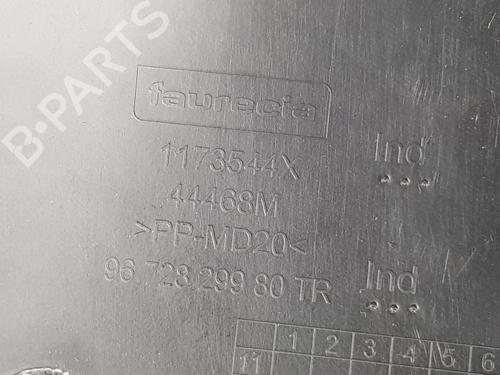 B-PARTS
faurecia
1173544X
Ind
44468M
>PP-MD20<
96.728.299 80 TR
Ind
1 2 3 4 5 6
11